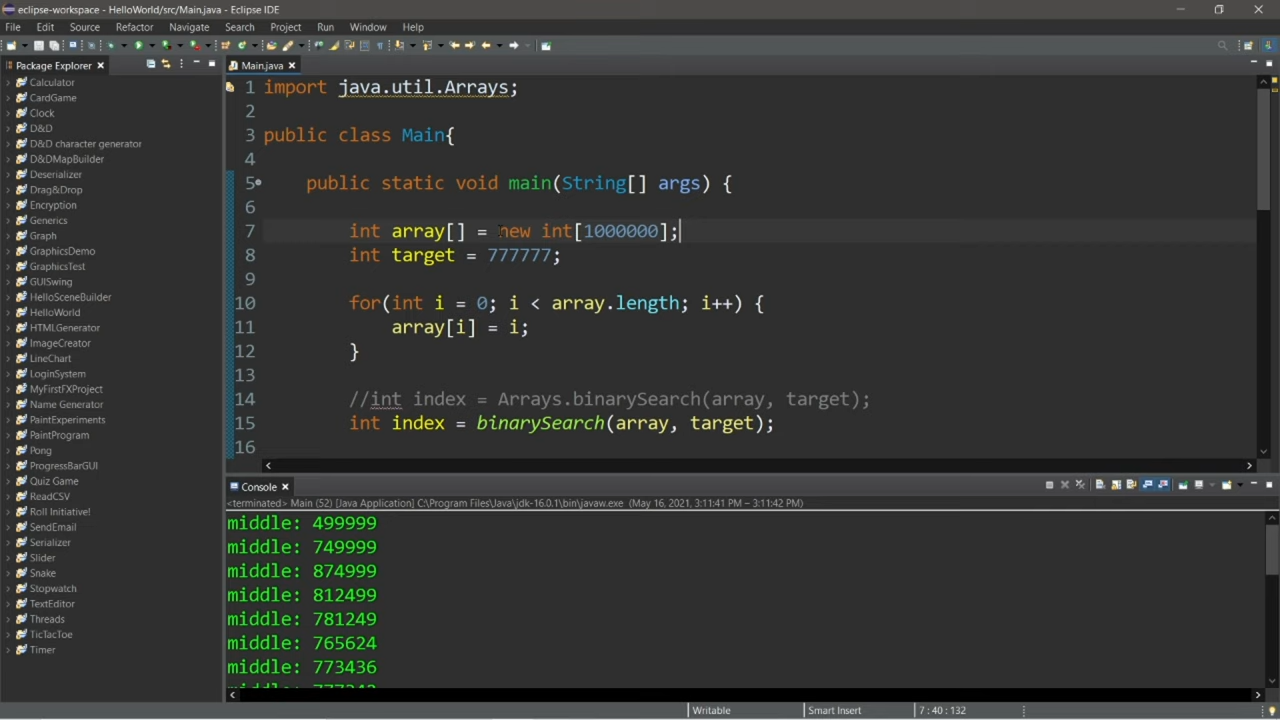 eclipse-workspace - HelloWorld/src/Main.java - Eclipse IDE
File Edit Source Refactor Navigate Search Project Run Window Help
Package Explorer
Calculator
CardGame
Clock
D&D
D&D character generator
D&DMapBuilder
Deserializer
Drag&Drop
Encryption
Generics
Graph
GraphicsDemo
GraphicsTest
GUISwing
HelloSceneBuilder
HelloWorld
HTMLGenerator
ImageCreator
LineChart
LoginSystem
MyFirstFXProject
Name Generator
PaintExperiments
PaintProgram
Pong
ProgressBarGUI
Quiz Game
ReadCSV
Roll Initiative!
SendEmail
Serializer
Slider
Snake
Stopwatch
TextEditor
Threads
TicTacToe
Timer
Main.java
1 import java.util.Arrays;
2
3 public class Main{
4
5 public static void main(String[] args) {
6
7 int array[] = new int[1000000];
8 int target = 777777;
9
10 for(int i = 0; i < array.length; i++) {
11 array[i] = i;
12 }
13
14 //int index = Arrays.binarySearch(array, target);
15 int index = binarySearch(array, target);
16
Console
<terminated> Main (52) [Java Application] C:\Program Files\Java\jdk-16.0.1\bin\javaw.exe (May 16, 2021, 3:11:41 PM – 3:11:42 PM)
middle: 499999
middle: 749999
middle: 874999
middle: 812499
middle: 781249
middle: 765624
middle: 773436
middle:
Writable Smart Insert 7 : 40 : 132